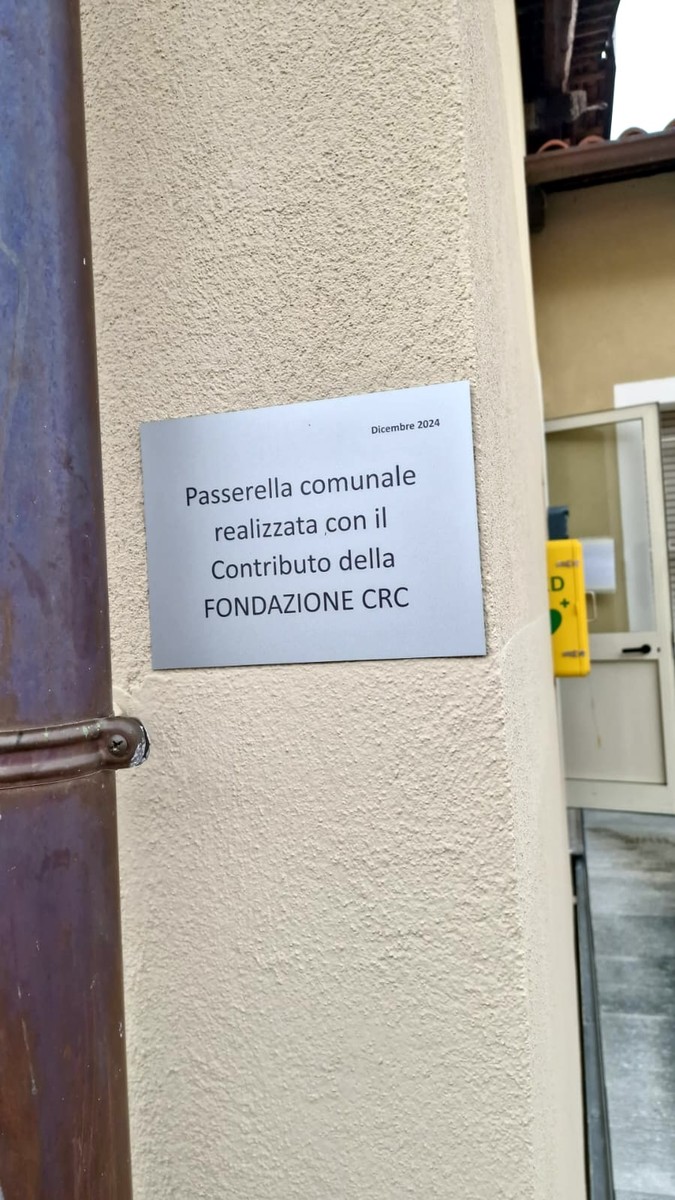 Dicembre 2024
Passerella comunale
realizzata con il
Contributo della
FONDAZIONE CRC